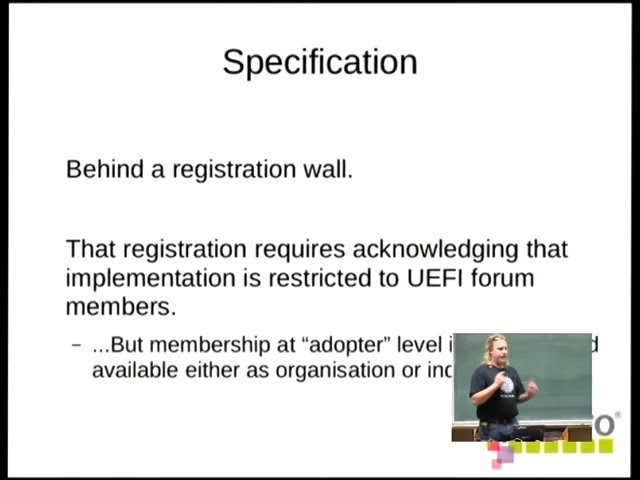 Specification
Behind a registration wall.
That registration requires acknowledging that
implementation is restricted to UEFI forum
members.
– ...But membership at “adopter” level
available either as organisation or